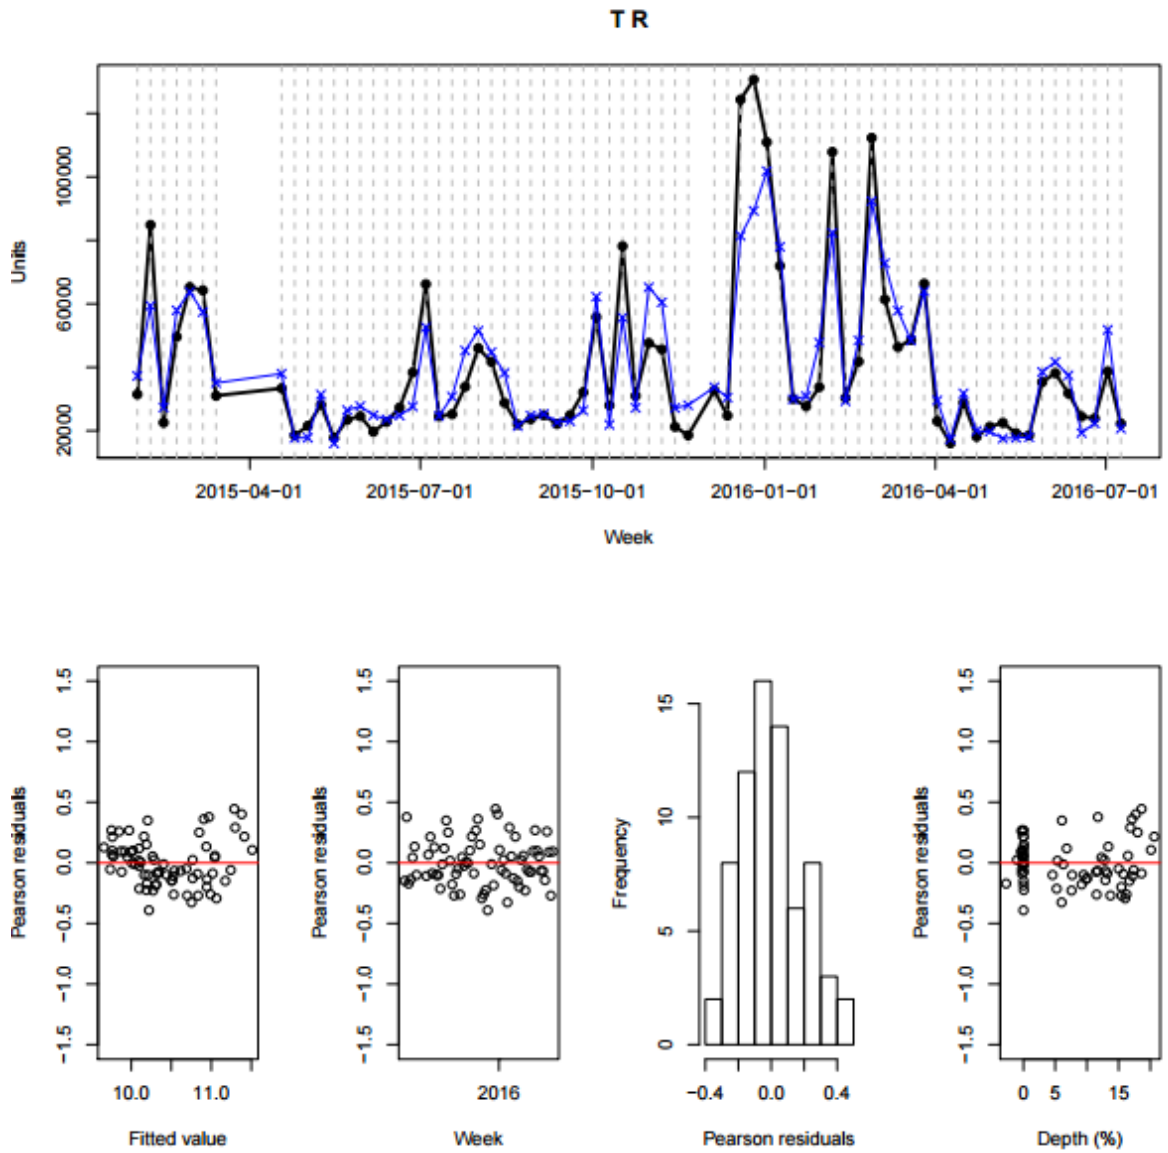 T R
Units
100000
60000
20000
2015−04−01 2015−07−01 2015−10−01 2016−01−01 2016−04−01 2016−07−01
Week
Pearson residuals
1.5
1.0
0.5
0.0
−0.5
−1.0
−1.5
10.0 11.0
Fitted value
Pearson residuals
1.5
1.0
0.5
0.0
−0.5
−1.0
−1.5
2016
Week
Frequency
15
5
0
−0.4 0.0 0.4
Pearson residuals
Pearson residuals
1.5
1.0
0.5
0.0
−0.5
−1.0
−1.5
0 5 15
Depth (%)